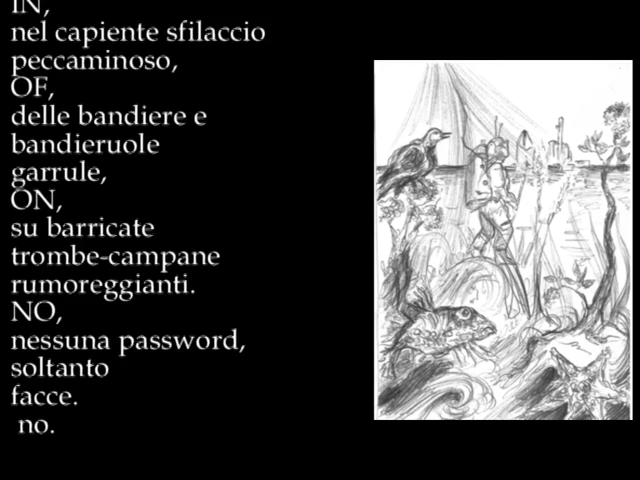 IN,
nel capiente sfilaccio
peccaminoso,
OF,
delle bandiere e
bandieruole
garrule,
ON,
su barricate
trombe-campane
rumoreggianti.
NO,
nessuna password,
soltanto
facce.
no.